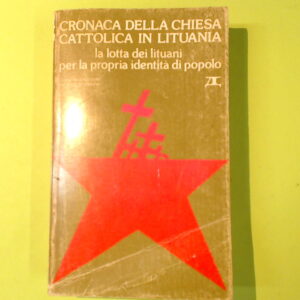 CRONACA DELLA CHIESA
CATTOLICA IN LITUANIA
la lotta dei lituani
per la propria identità di popolo